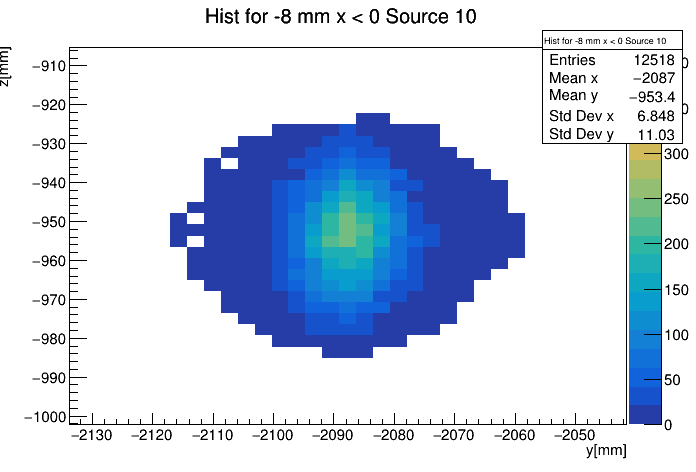 Hist for -8 mm x < 0 Source 10
z[mm]
Hist for -8 mm x < 0 Source 10
Entries 12518
Mean x −2087
Mean y −953.4
Std Dev x 6.848
Std Dev y 11.03
−910
−920
−930
−940
−950
−960
−970
−980
−990
−1000
300
250
200
150
100
50
0
−2130 −2120 −2110 −2100 −2090 −2080 −2070 −2060 −2050
y[mm]